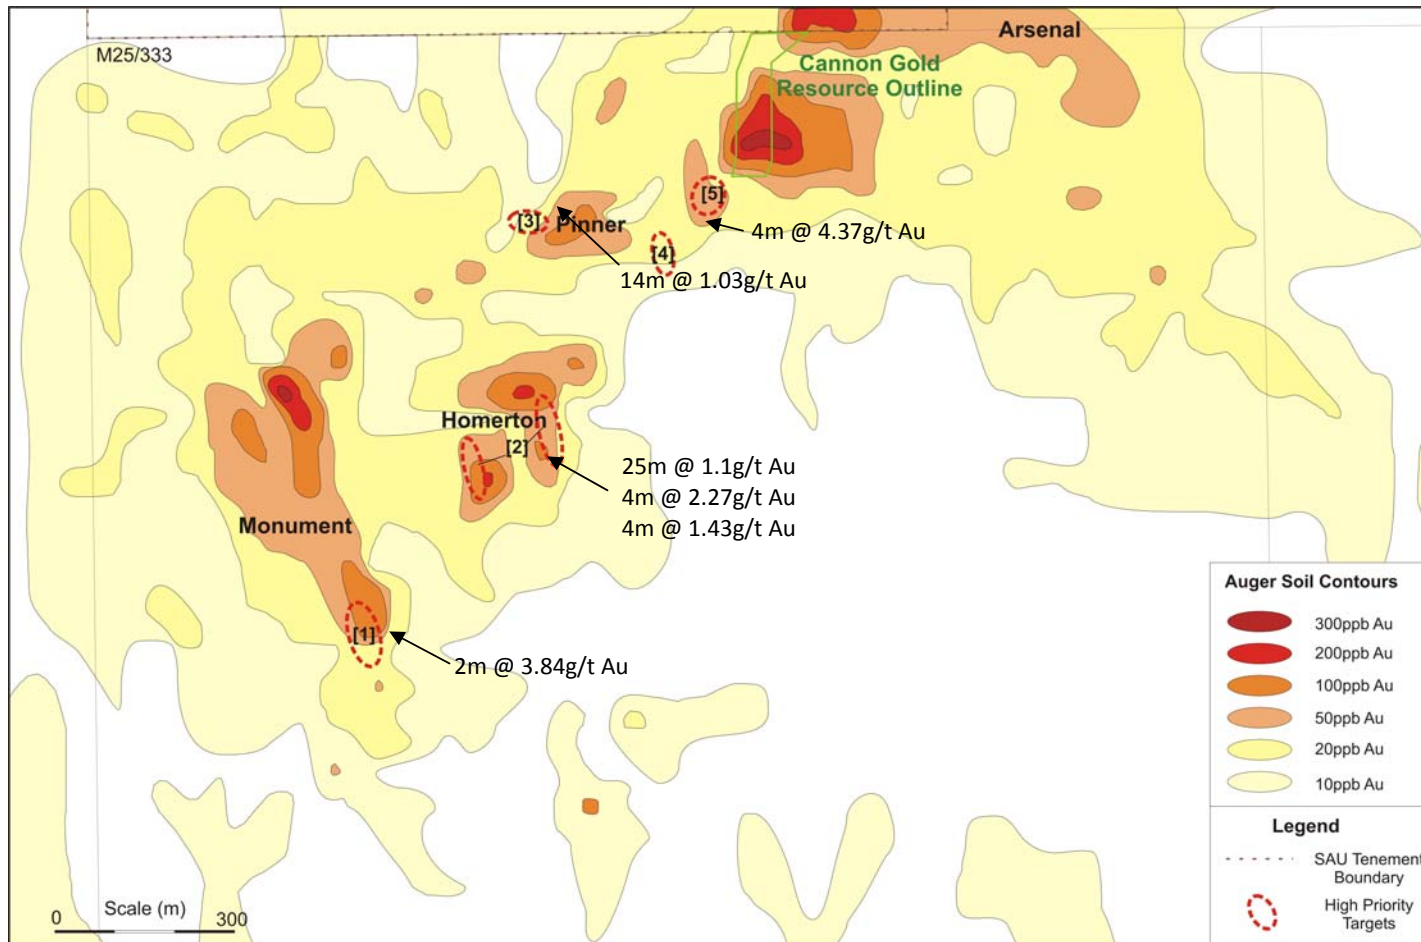 Arsenal
M25/333
Cannon Gold
Resource Outline
[5]
[3]
Pinner
4m @ 4.37g/t Au
[4]
14m @ 1.03g/t Au
Homerton
[2]
25m @ 1.1g/t Au
4m @ 2.27g/t Au
4m @ 1.43g/t Au
Monument
[1]
2m @ 3.84g/t Au
Auger Soil Contours
300ppb Au
200ppb Au
100ppb Au
50ppb Au
20ppb Au
10ppb Au
Legend
SAU Tenement
Boundary
High Priority
Targets
0 Scale (m) 300